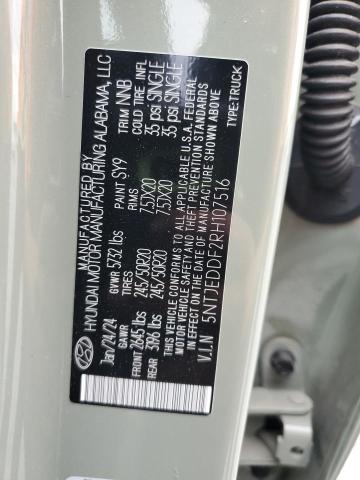 MANUFACTURED BY
HYUNDAI MOTOR MANUFACTURING ALABAMA, LLC
Jan/24/24 GVWR 5732 lbs PAINT SY9 TRIM NNB
GAWR TIRES RIMS COLD TIRE INFL
FRONT 2645 lbs 245/50R20 7.5JX20 35 psi SINGLE
REAR 3096 lbs 245/50R20 7.5JX20 35 psi SINGLE
THIS VEHICLE CONFORMS TO ALL APPLICABLE U.S.A. FEDERAL
MOTOR VEHICLE SAFETY AND THEFT PREVENTION STANDARDS
IN EFFECT ON THE DATE OF MANUFACTURE SHOWN ABOVE
V.I.N 5NTJEDDF2RH107516 TYPE:TRUCK